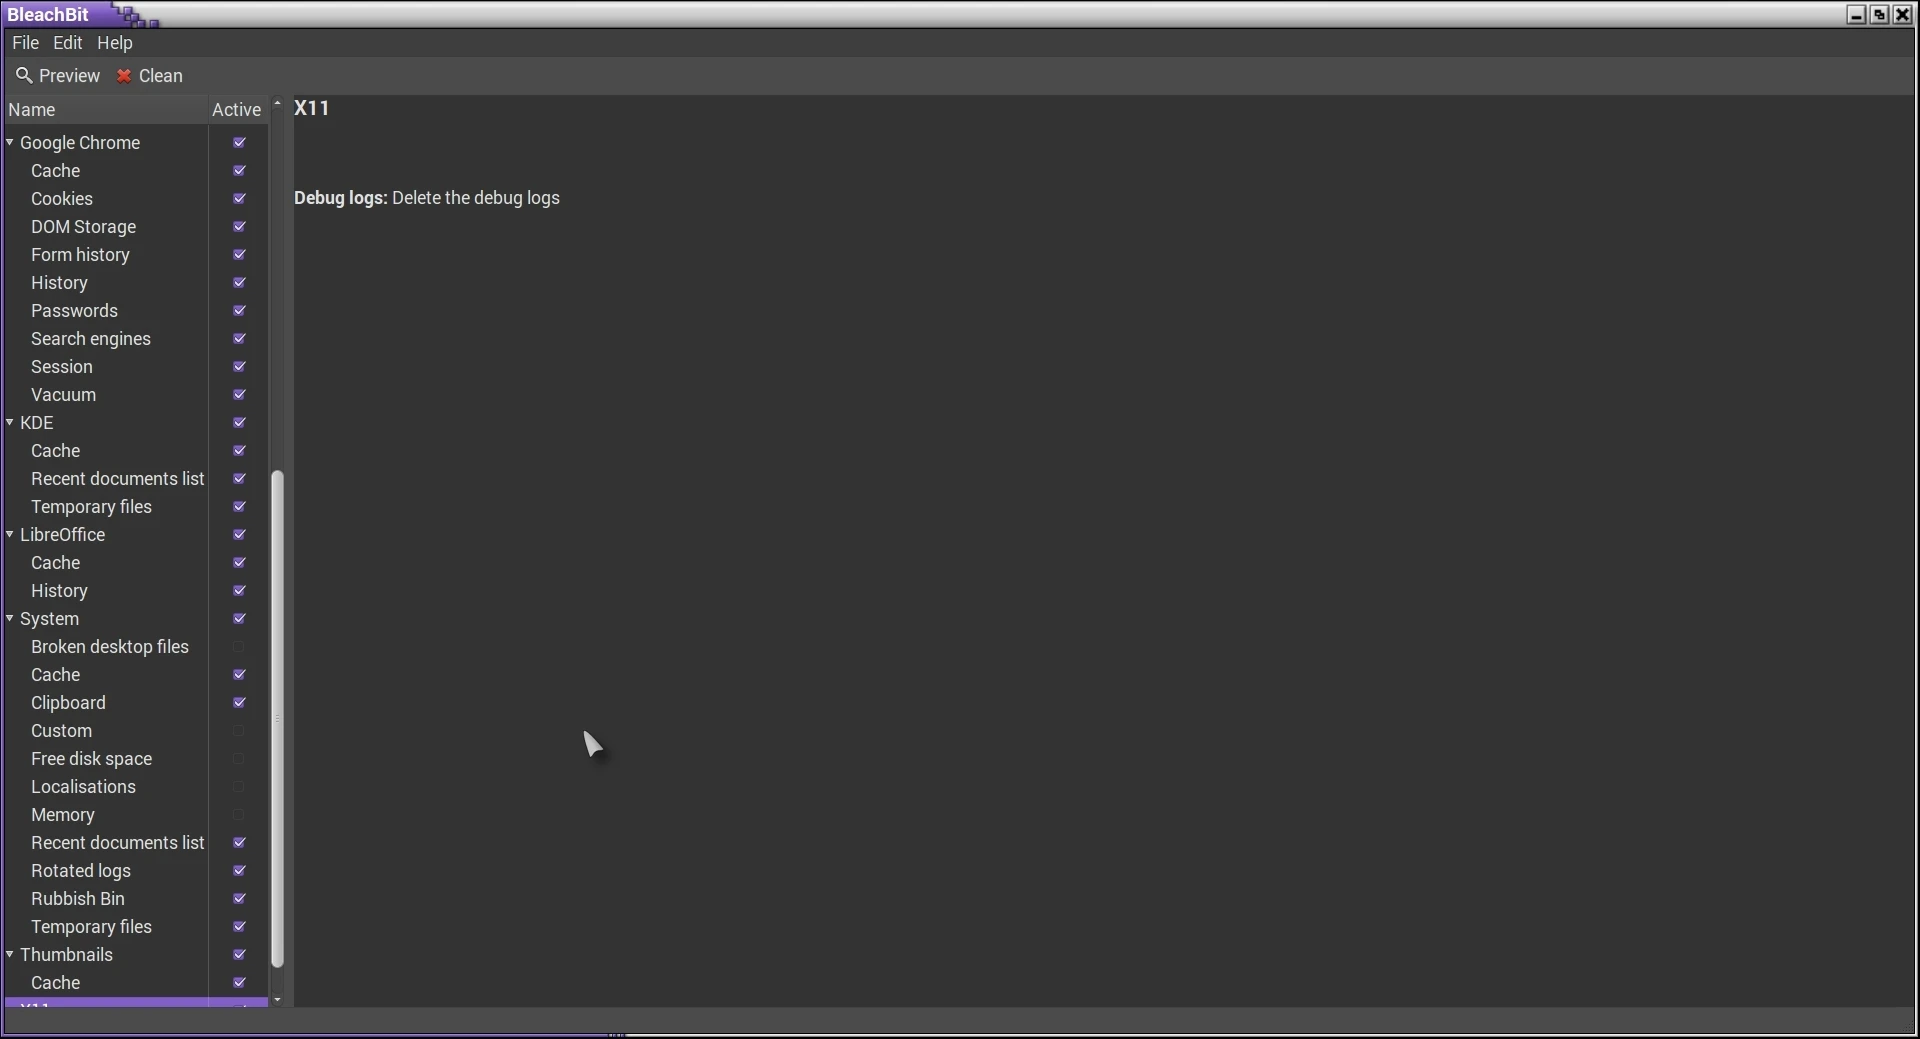 BleachBit
File Edit Help
Preview Clean
Name Active
Google Chrome
Cache
Cookies
DOM Storage
Form history
History
Passwords
Search engines
Session
Vacuum
KDE
Cache
Recent documents list
Temporary files
LibreOffice
Cache
History
System
Broken desktop files
Cache
Clipboard
Custom
Free disk space
Localisations
Memory
Recent documents list
Rotated logs
Rubbish Bin
Temporary files
Thumbnails
Cache
X11
X11
Debug logs: Delete the debug logs